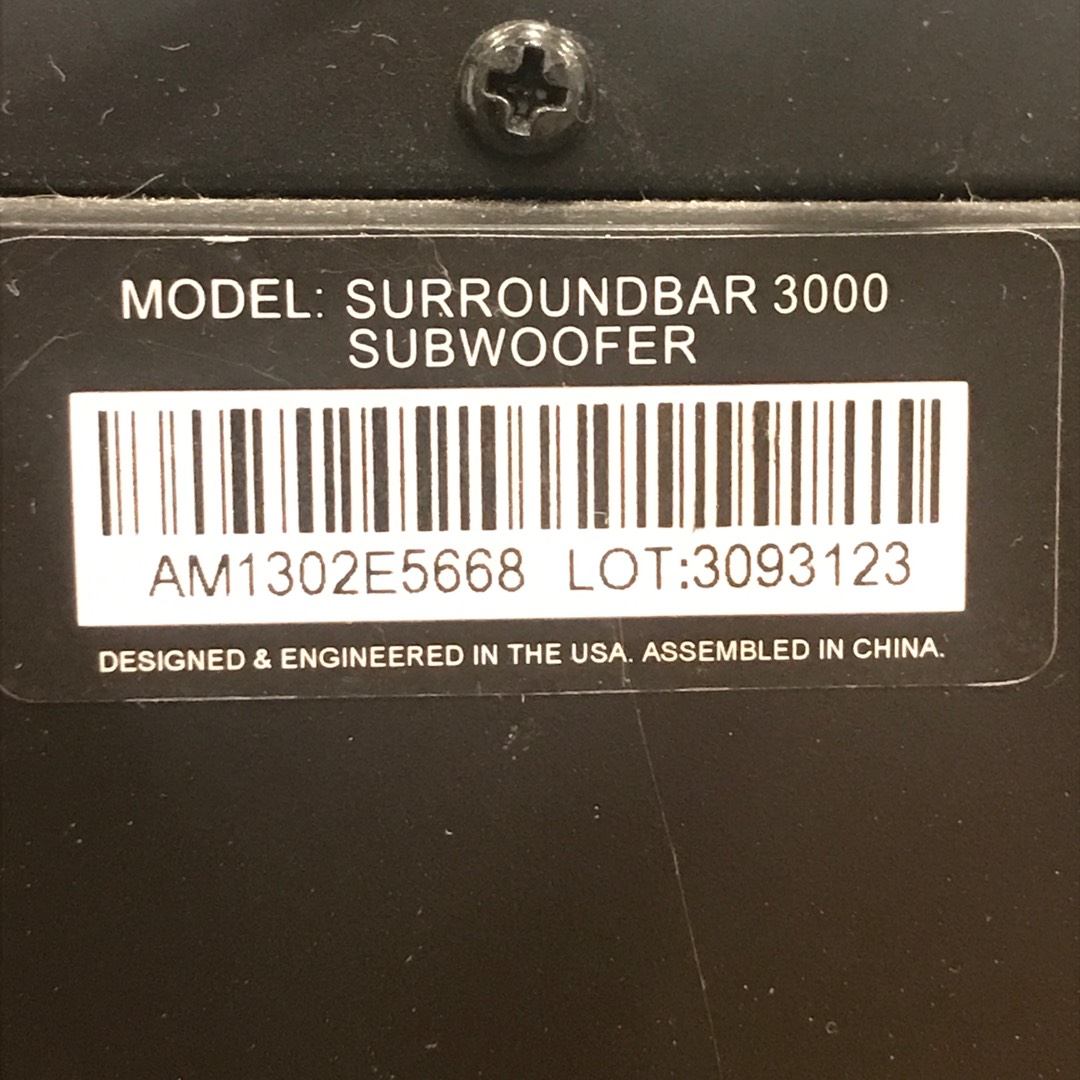 MODEL: SURROUNDBAR 3000
SUBWOOFER
AM1302E5668 LOT:3093123
DESIGNED & ENGINEERED IN THE USA. ASSEMBLED IN CHINA.